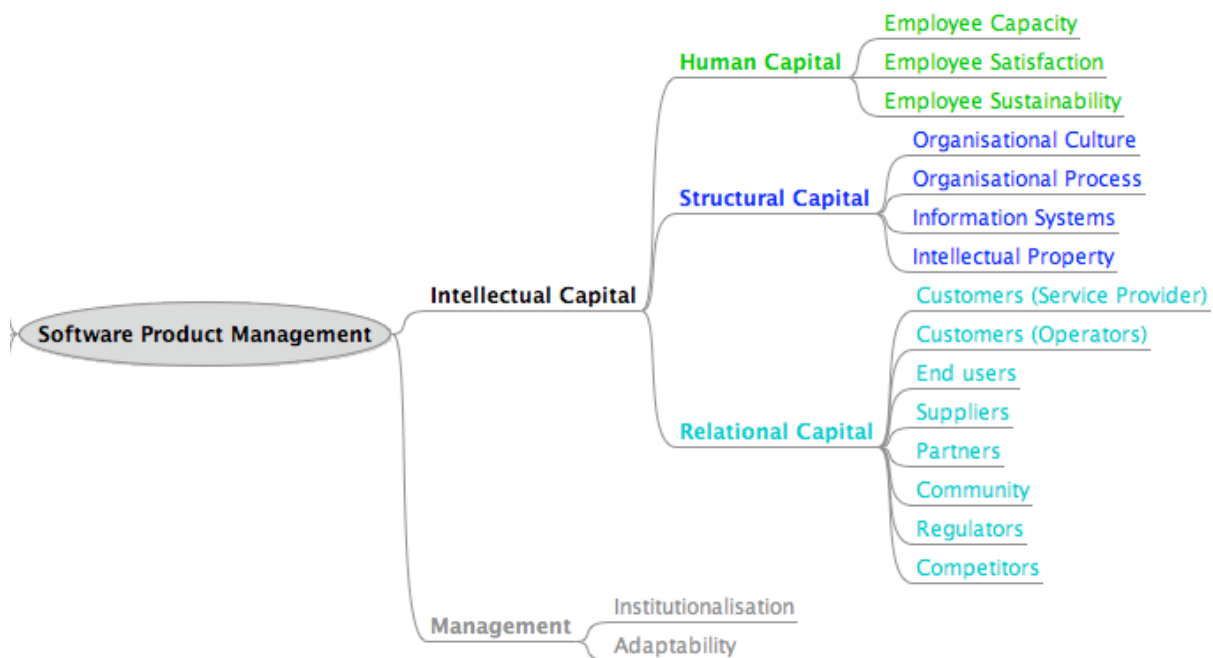 Software Product Management
Intellectual Capital
Human Capital
Employee Capacity
Employee Satisfaction
Employee Sustainability
Structural Capital
Organisational Culture
Organisational Process
Information Systems
Intellectual Property
Relational Capital
Customers (Service Provider)
Customers (Operators)
End users
Suppliers
Partners
Community
Regulators
Competitors
Management
Institutionalisation
Adaptability